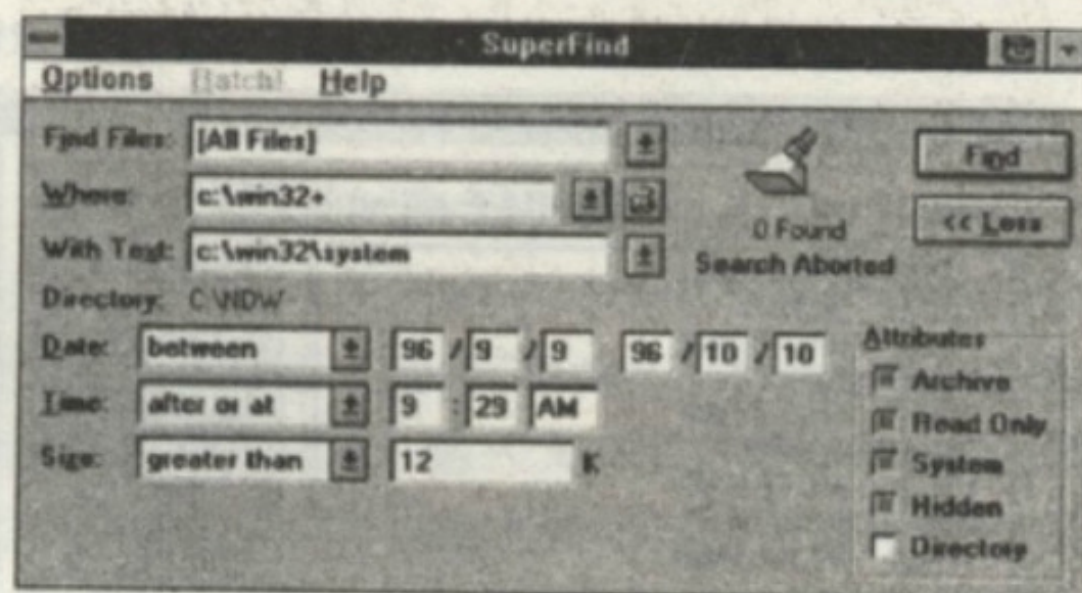 SuperFind
Options Batch! Help
Find Files: [All Files]
Find
Where: c:\win32+
<< Less
0 Found
With Text: c:\win32\system
Search Aborted
Directory: C:\NDW
Date: between 96 / 9 / 9 96 / 10 / 10
Time: after or at 9 : 29 AM
Size: greater than 12 K
Attributes
Archive
Read Only
System
Hidden
Directory